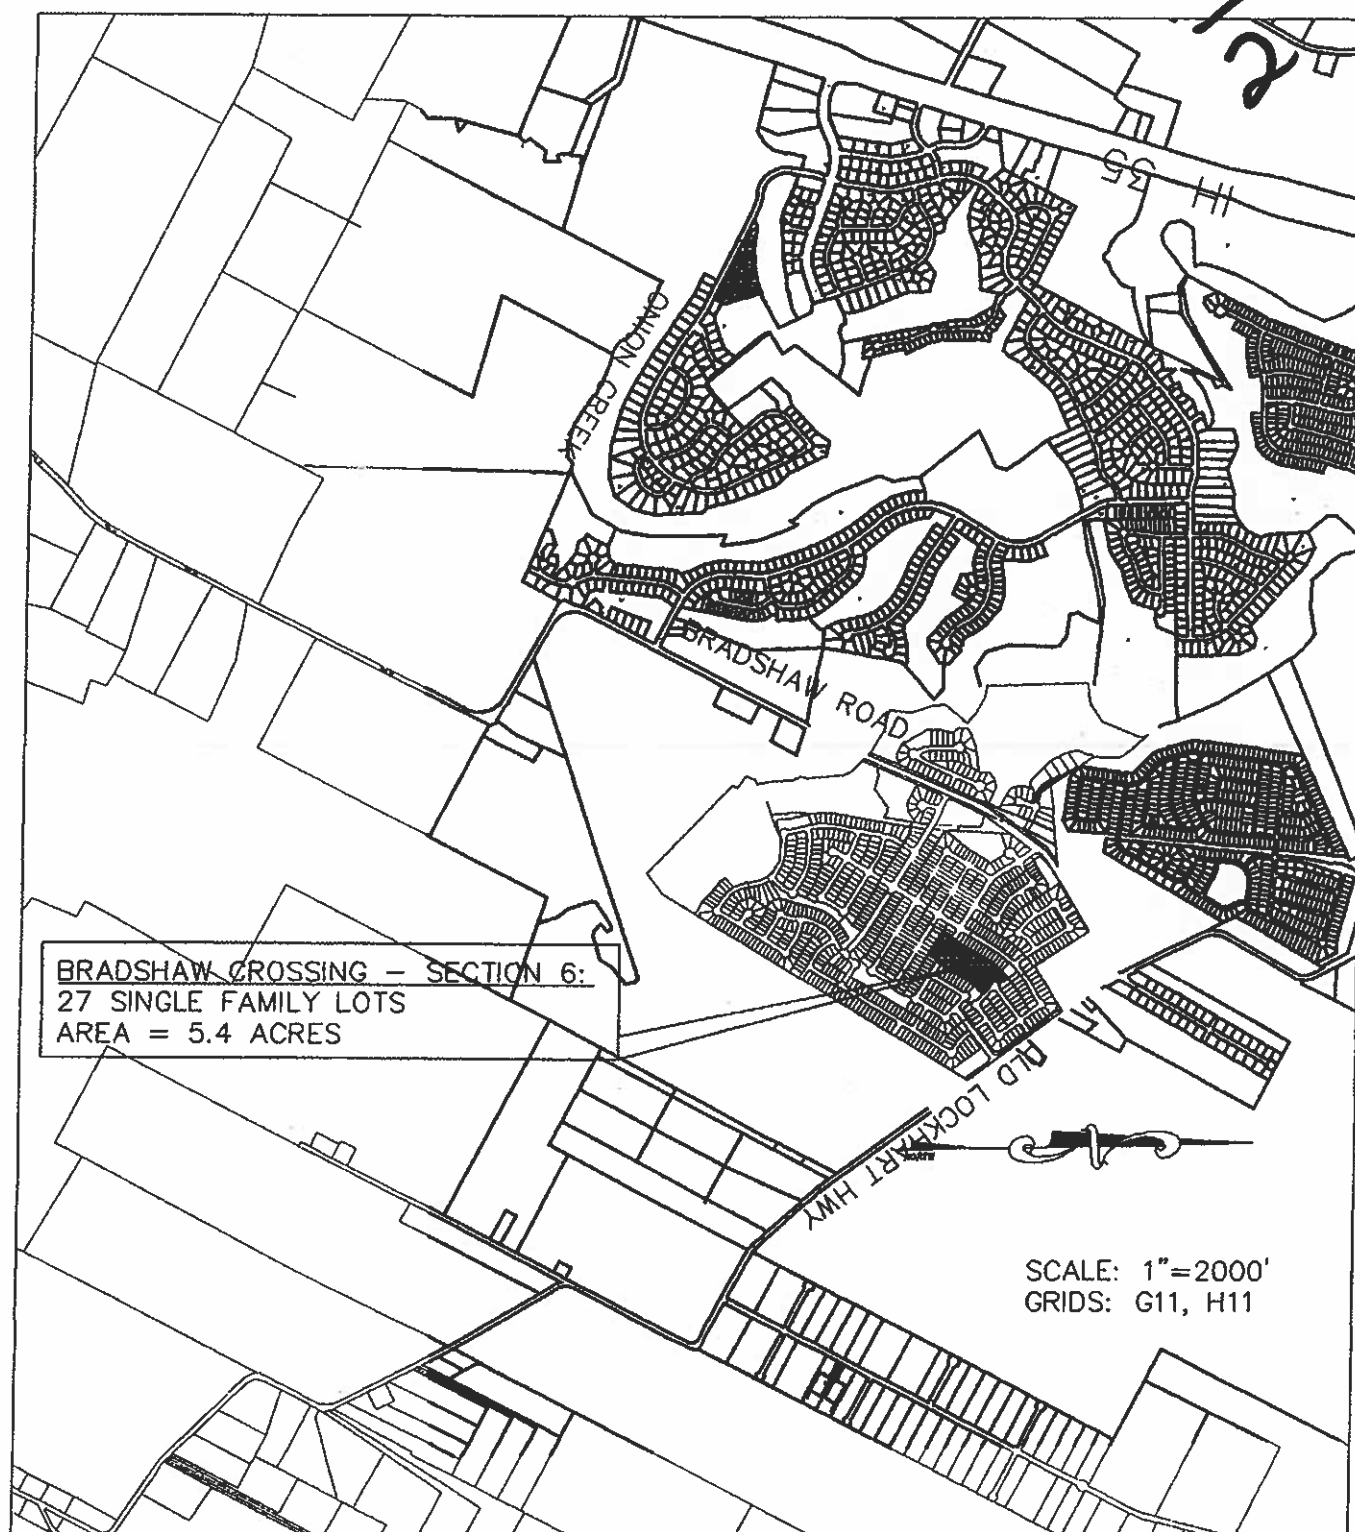 2
IH 35
ONION CREEK
BRADSHAW ROAD
BRADSHAW CROSSING – SECTION 6:
27 SINGLE FAMILY LOTS
AREA = 5.4 ACRES
OLD LOCKHART HWY
SCALE: 1"=2000'
GRIDS: G11, H11